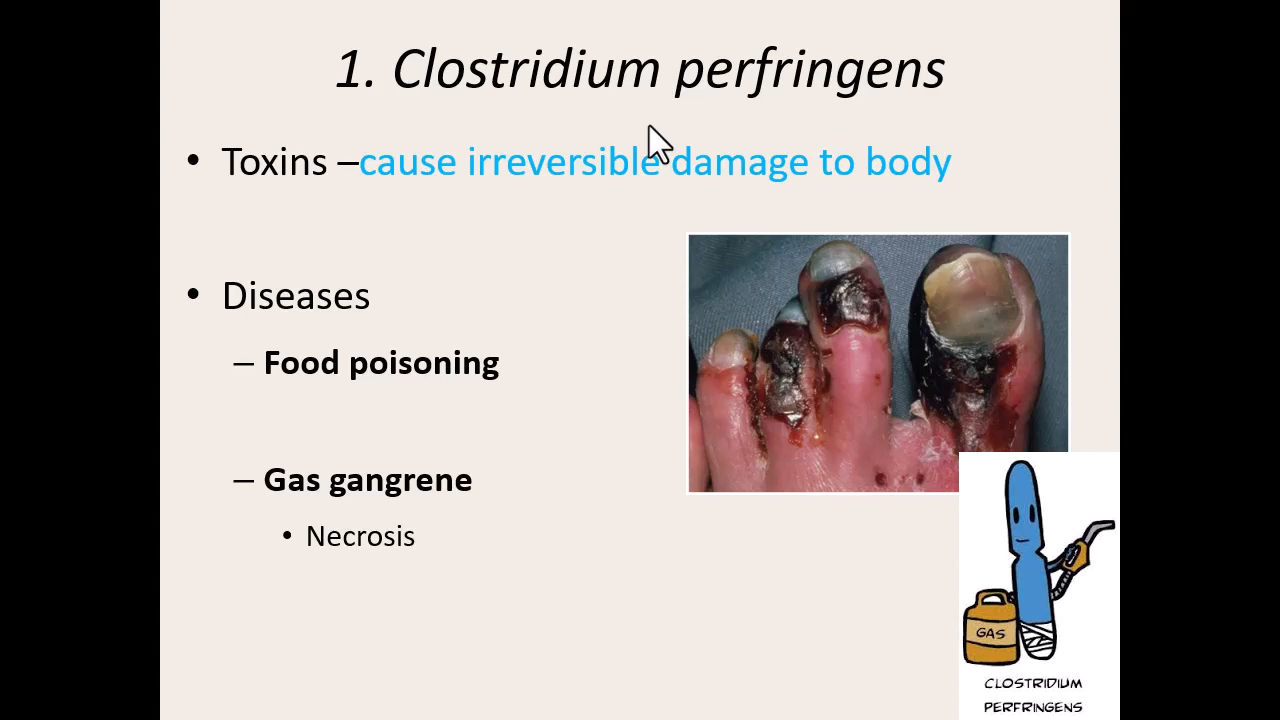 1. Clostridium perfringens
• Toxins –cause irreversible damage to body
• Diseases
– Food poisoning
– Gas gangrene
• Necrosis
GAS
CLOSTRIDIUM
PERFRINGENS